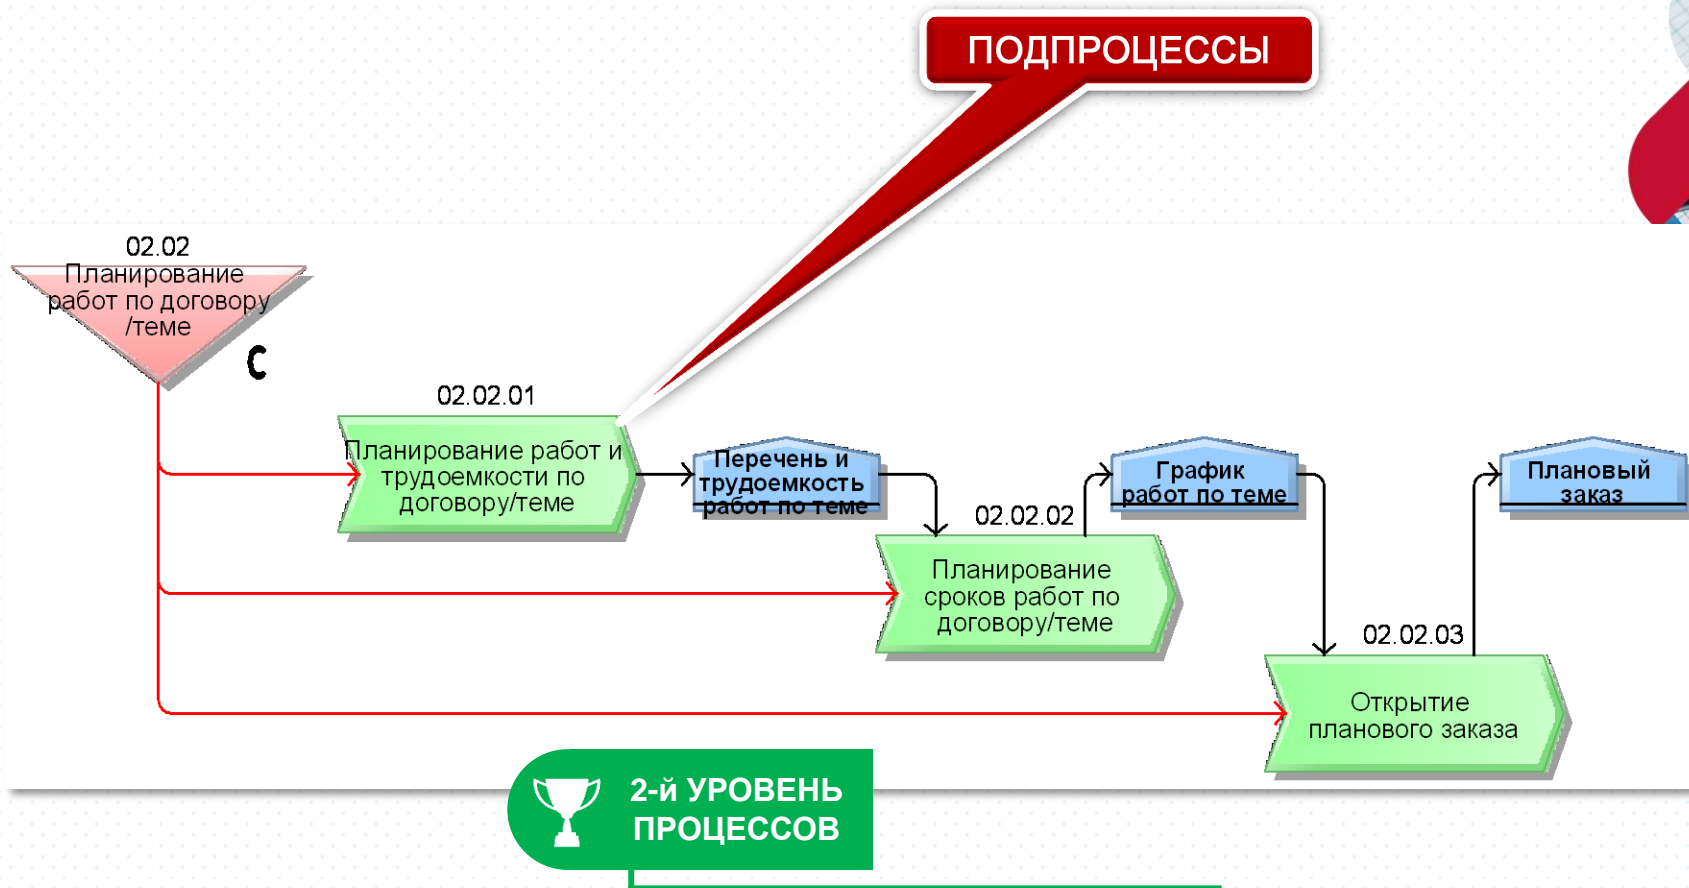 ПОДПРОЦЕССЫ
02.02
Планирование
работ по договору
/теме
С
02.02.01
Планирование работ и
трудоемкости по
договору/теме
Перечень и
трудоемкость
работ по теме
02.02.02
Планирование
сроков работ по
договору/теме
График
работ по теме
02.02.03
Открытие
планового заказа
Плановый
заказ
2-й УРОВЕНЬ
ПРОЦЕССОВ